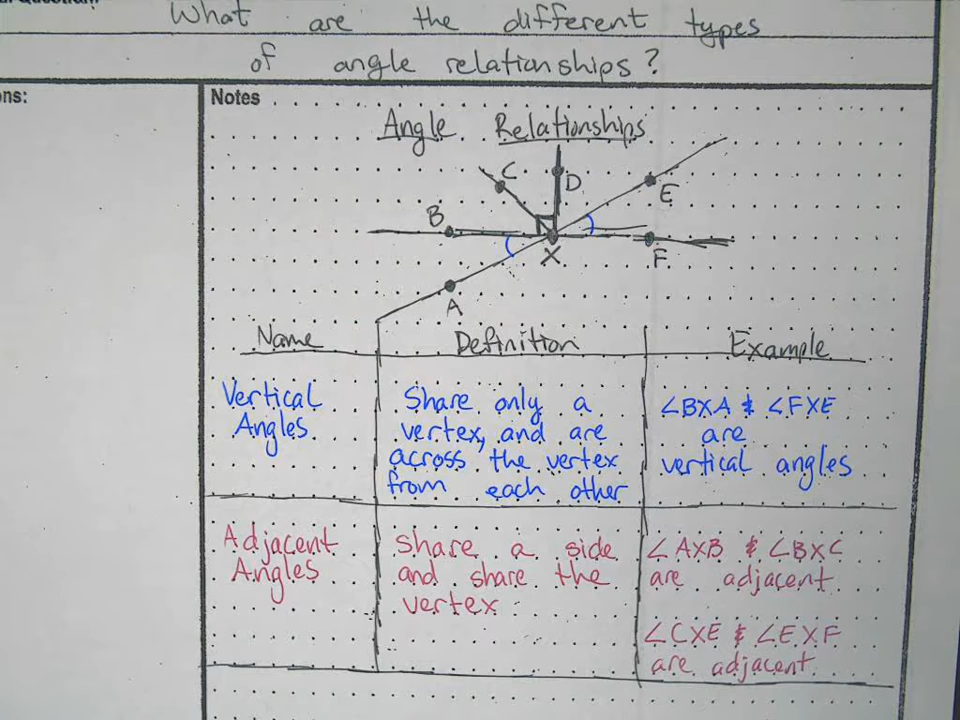 What are the different types
of angle relationships?
ons:
Notes
Angle Relationships
C
D
E
B
X
F
A
Name Definition Example
Vertical
Angles
Share only a
vertex, and are
across the vertex
from each other
∠BXA & ∠FXE
are
vertical angles
Adjacent
Angles
Share a side
and share the
vertex
∠AXB & ∠BXC
are adjacent
∠CXE & ∠EXF
are adjacent